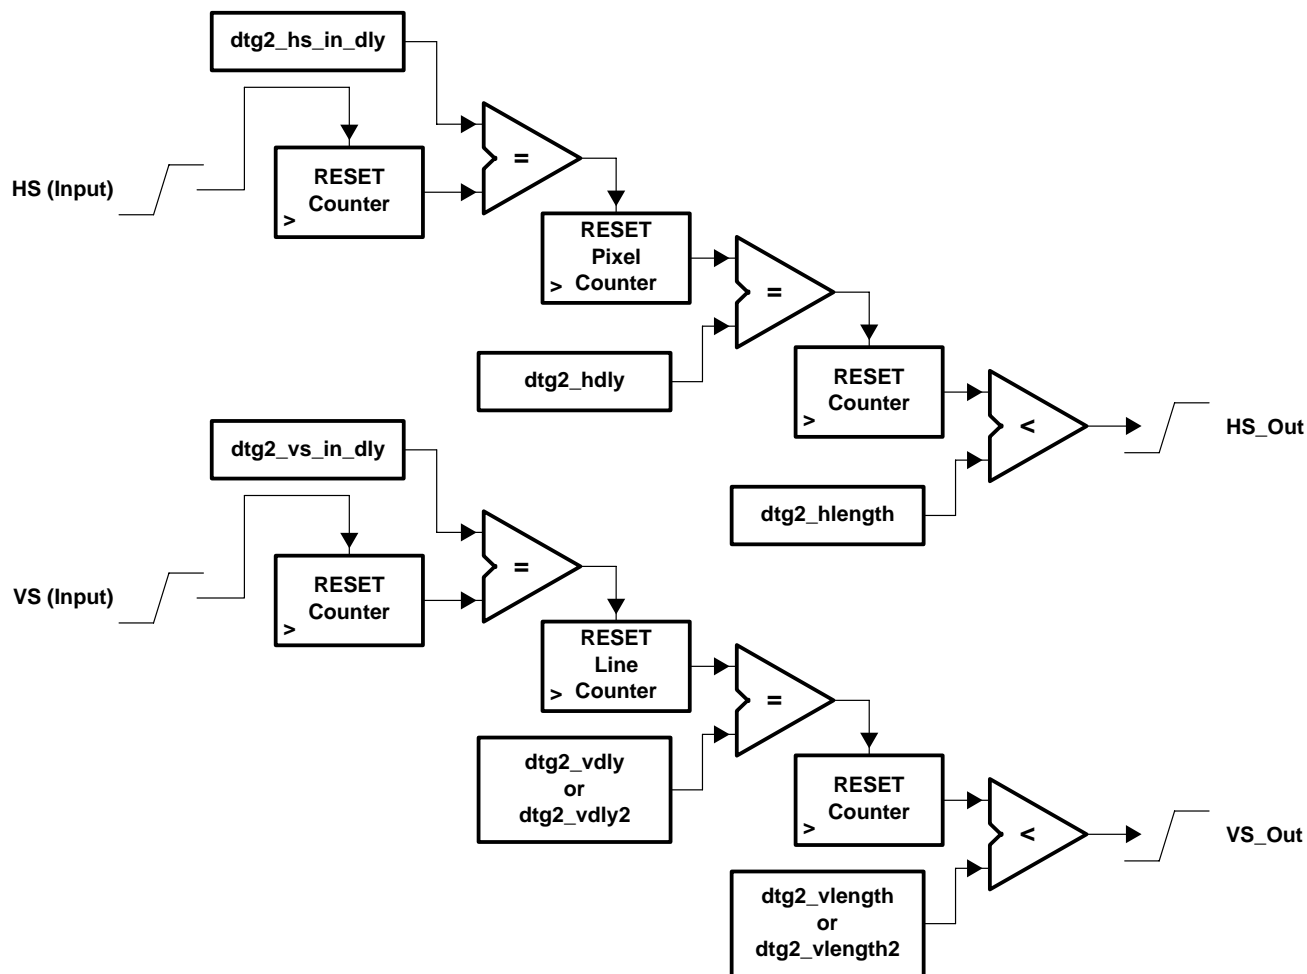 dtg2_hs_in_dly
HS (Input)
RESET
Counter
>
=
RESET
Pixel
Counter
>
=
dtg2_hdly
RESET
Counter
>
<
HS_Out
dtg2_hlength
dtg2_vs_in_dly
VS (Input)
RESET
Counter
>
=
RESET
Line
Counter
>
=
dtg2_vdly
or
dtg2_vdly2
RESET
Counter
>
<
VS_Out
dtg2_vlength
or
dtg2_vlength2